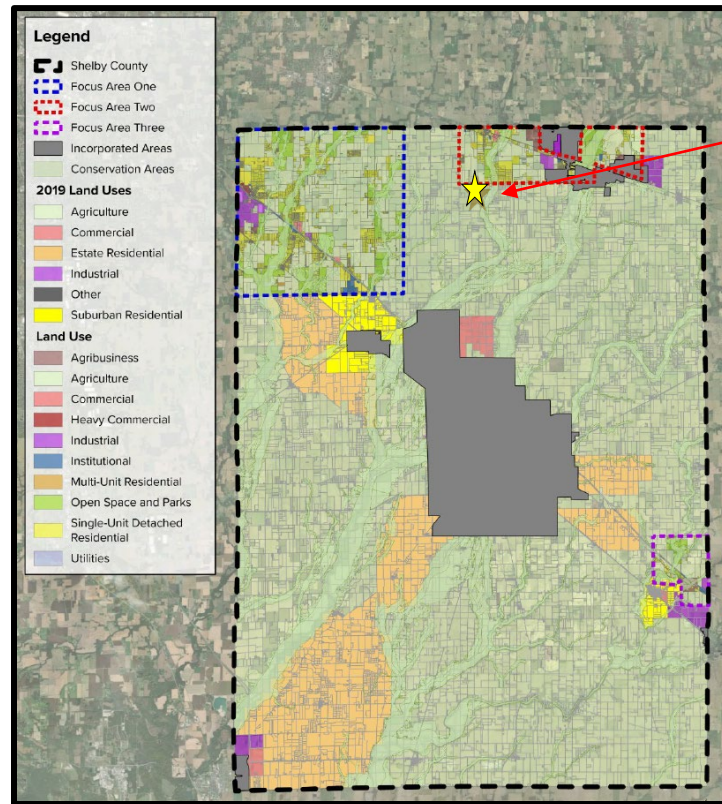 Legend
Shelby County
Focus Area One
Focus Area Two
Focus Area Three
Incorporated Areas
Conservation Areas
2019 Land Uses
Agriculture
Commercial
Estate Residential
Industrial
Other
Suburban Residential
Land Use
Agribusiness
Agriculture
Commercial
Heavy Commercial
Industrial
Institutional
Multi-Unit Residential
Open Space and Parks
Single-Unit Detached
Residential
Utilities